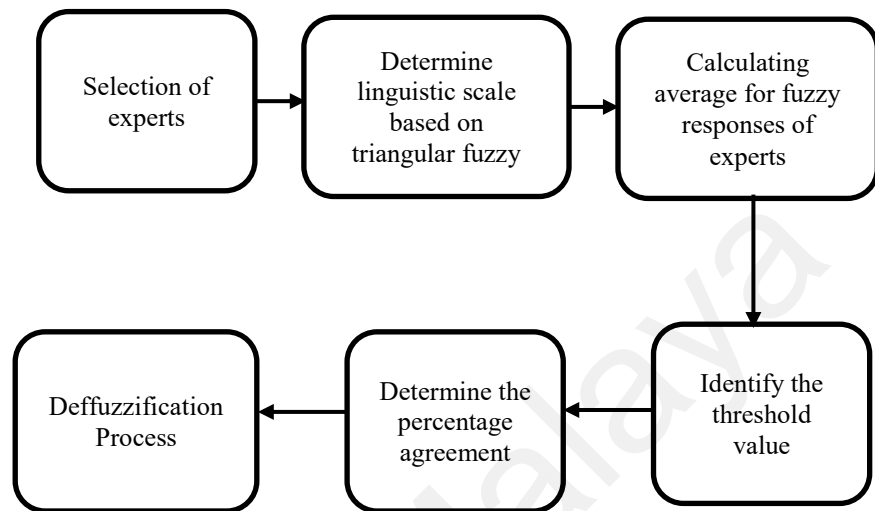 Selection of
experts
Determine
linguistic scale
based on
triangular fuzzy
Calculating
average for fuzzy
responses of
experts
Identify the
threshold
value
Determine the
percentage
agreement
Deffuzzification
Process
alaya